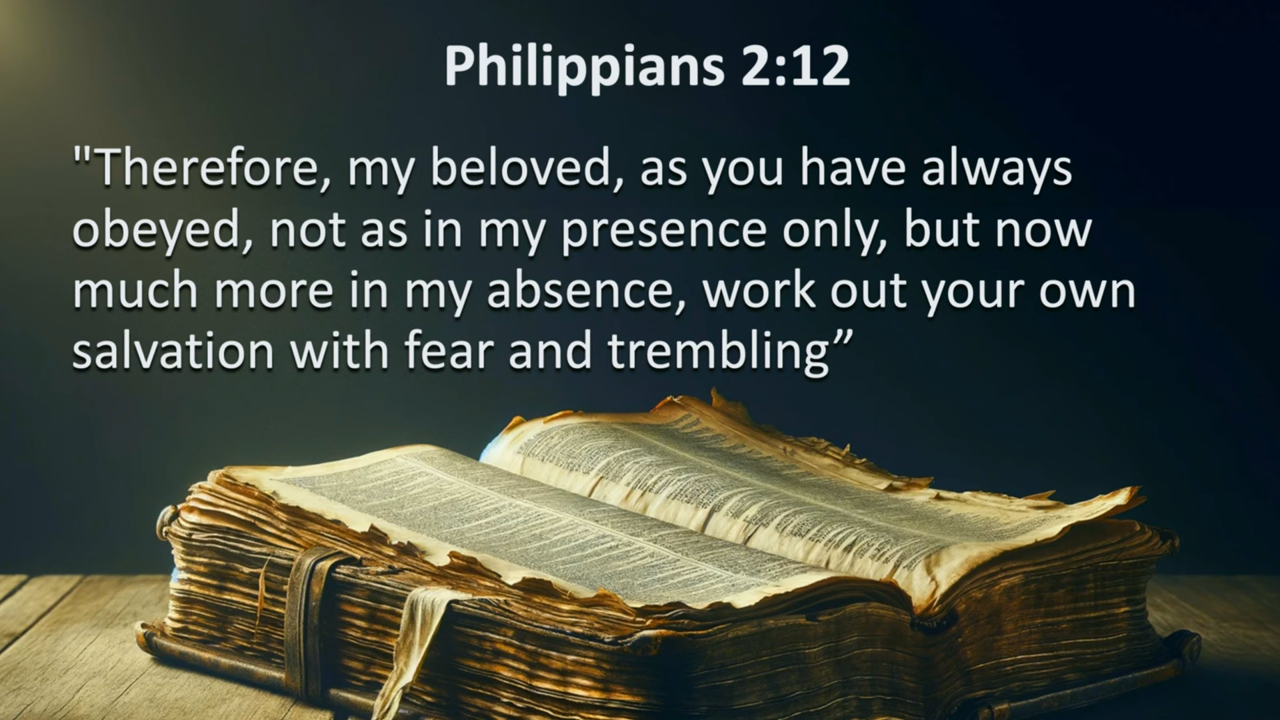 Philippians 2:12
"Therefore, my beloved, as you have always
obeyed, not as in my presence only, but now
much more in my absence, work out your own
salvation with fear and trembling”